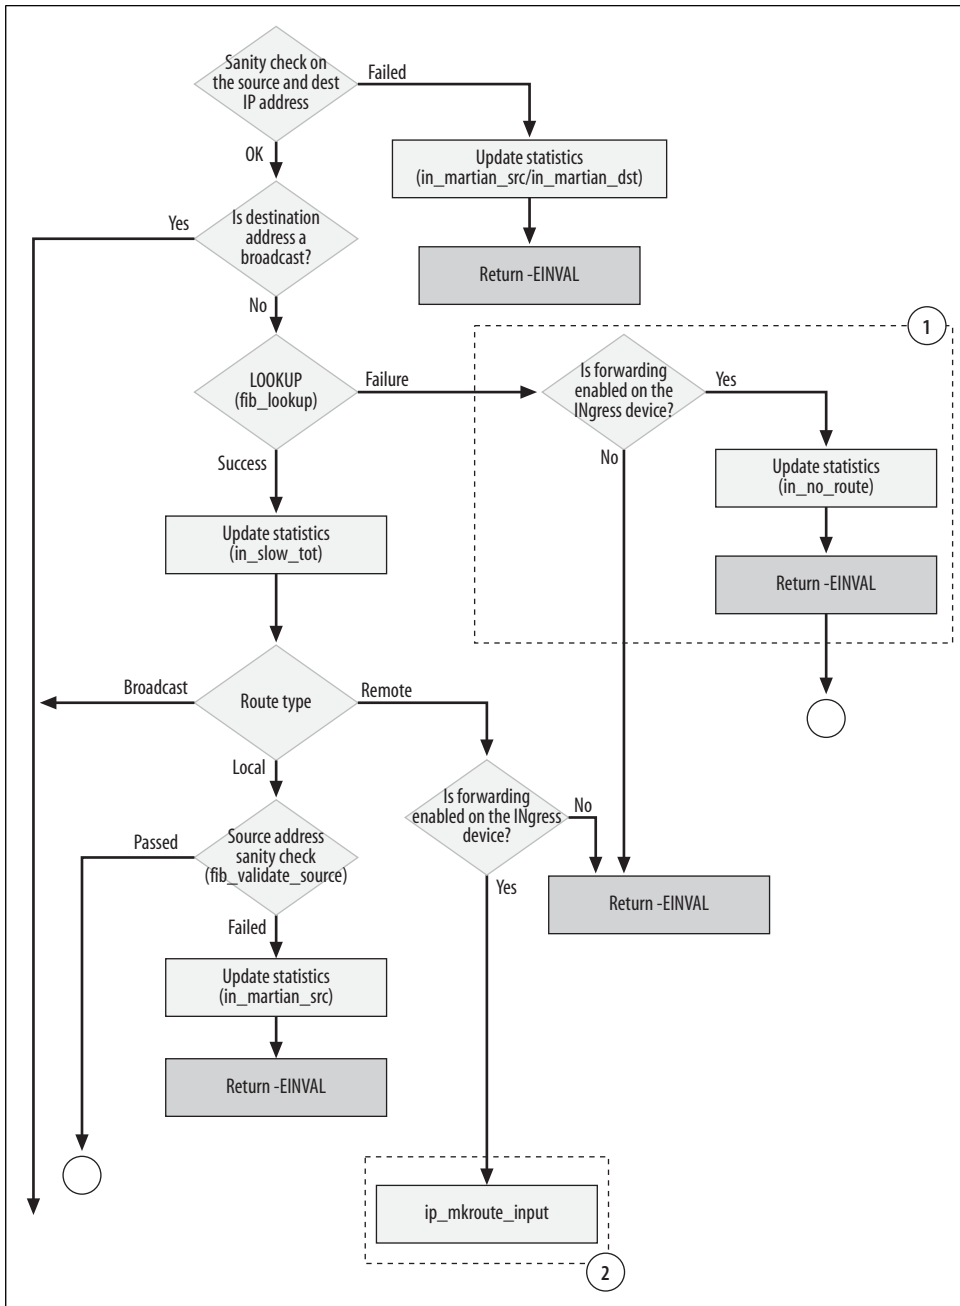 Sanity check on
the source and dest
IP address
Failed
OK
Update statistics
(in_martian_src/in_martian_dst)
Return -EINVAL
Is destination
address a
broadcast?
Yes
No
LOOKUP
(fib_lookup)
Failure
Success
1
Is forwarding
enabled on the
INgress device?
Yes
No
Update statistics
(in_no_route)
Return -EINVAL
Update statistics
(in_slow_tot)
Route type
Broadcast
Remote
Local
Is forwarding
enabled on the INgress
device?
No
Yes
Return -EINVAL
Source address
sanity check
(fib_validate_source)
Passed
Failed
Update statistics
(in_martian_src)
Return -EINVAL
ip_mkroute_input
2